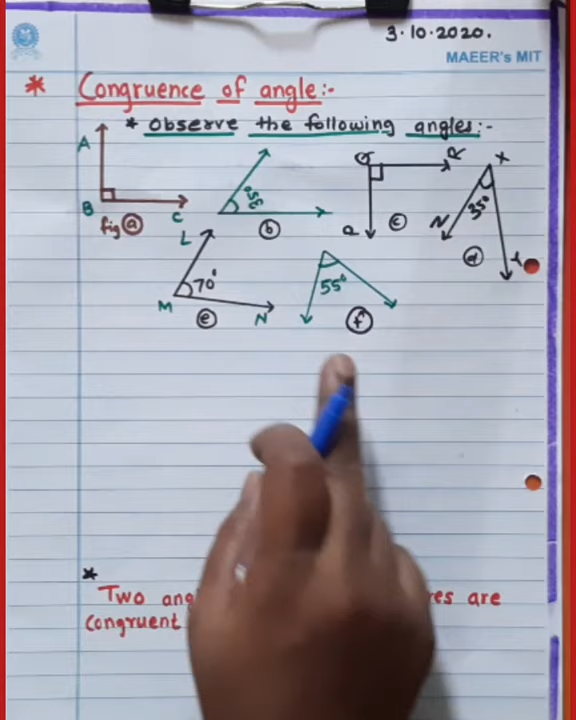 3.10.2020.
MAEER's MIT
* Congruence of angle:-
* Observe the following angles:-
A
B
C
fig (a)
(b)
Q
R
(c)
X
35°
N
(d)
L
70°
M
N
(e)
55°
(f)
*
Two ang
are
congruent